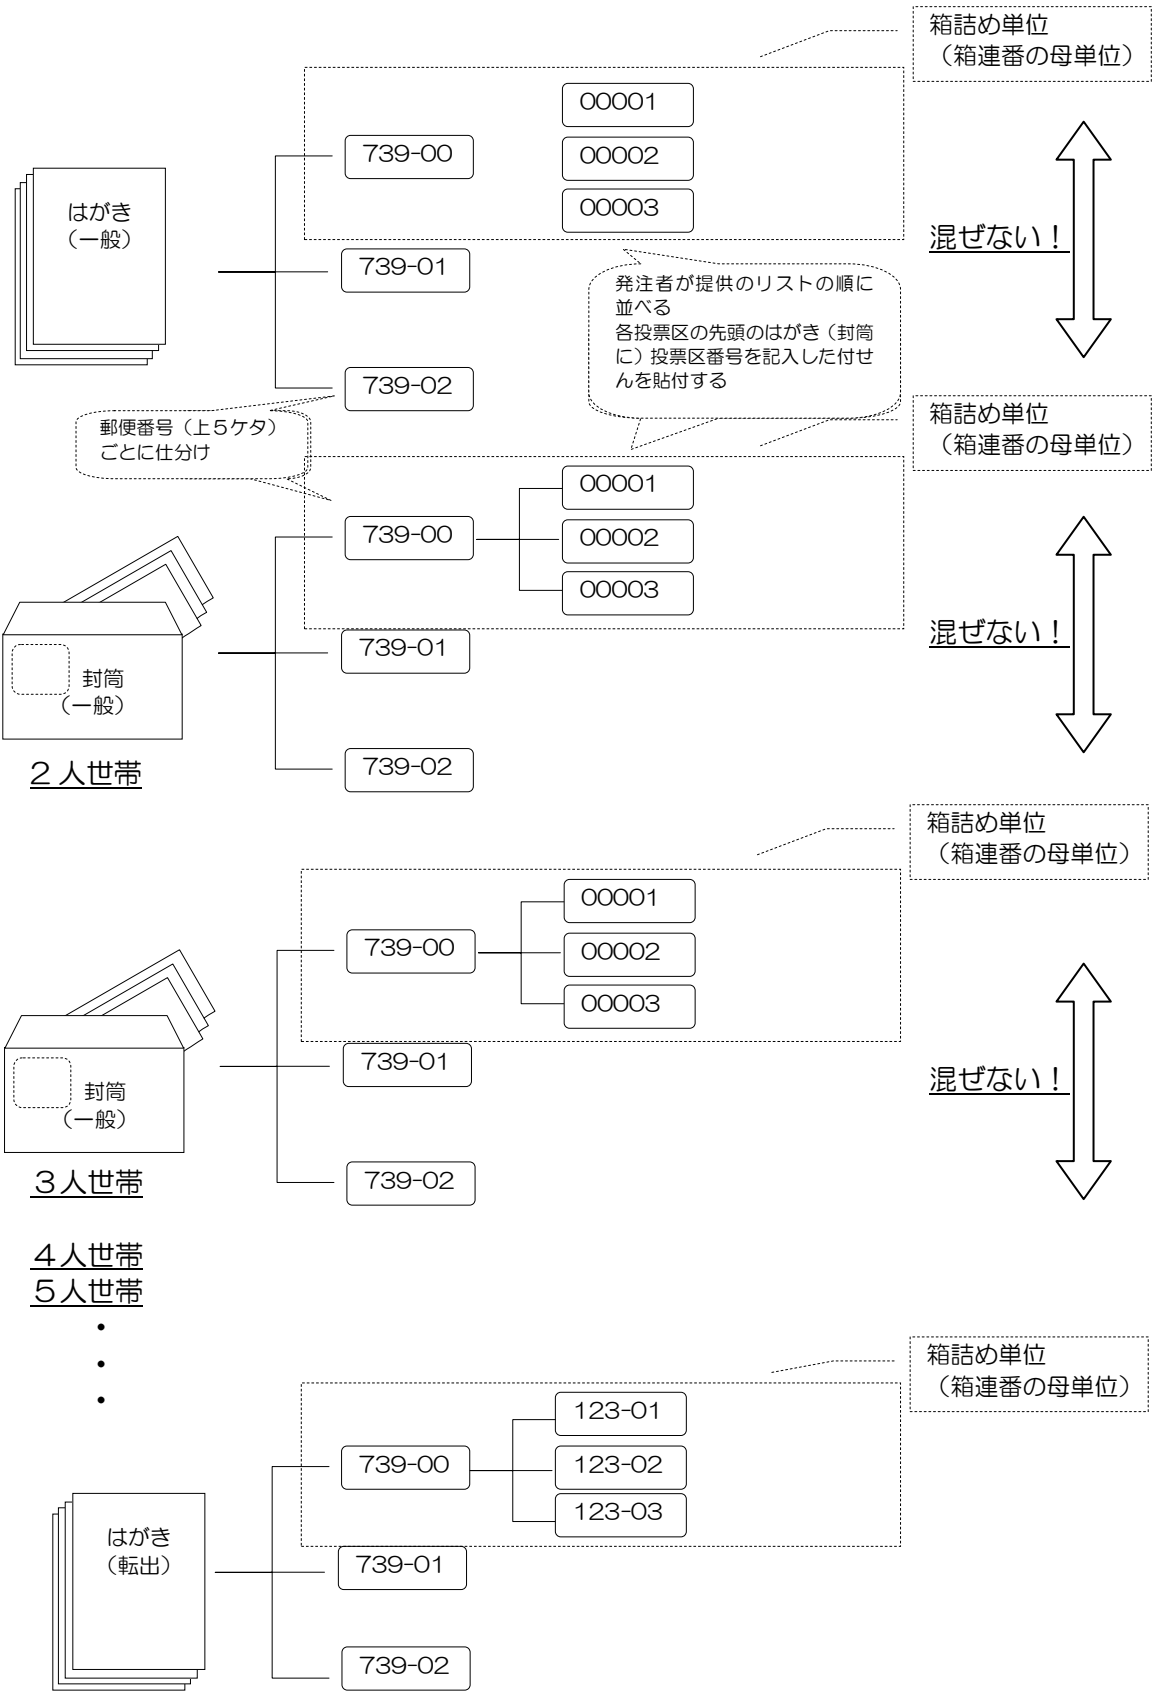 箱詰め単位
（箱連番の母単位）
00001
739-00
00002
00003
はがき
（一般）
混ぜない！
739-01
発注者が提供のリストの順に
並べる
各投票区の先頭のはがき（封筒
に）投票区番号を記入した付せ
んを貼付する
739-02
郵便番号（上５ケタ）
ごとに仕分け
箱詰め単位
（箱連番の母単位）
00001
739-00
00002
00003
混ぜない！
739-01
封筒
（一般）
２人世帯
739-02
箱詰め単位
（箱連番の母単位）
00001
739-00
00002
00003
739-01
混ぜない！
封筒
（一般）
３人世帯
739-02
４人世帯
５人世帯
・
・
・
箱詰め単位
（箱連番の母単位）
123-01
739-00
123-02
123-03
はがき
（転出）
739-01
739-02